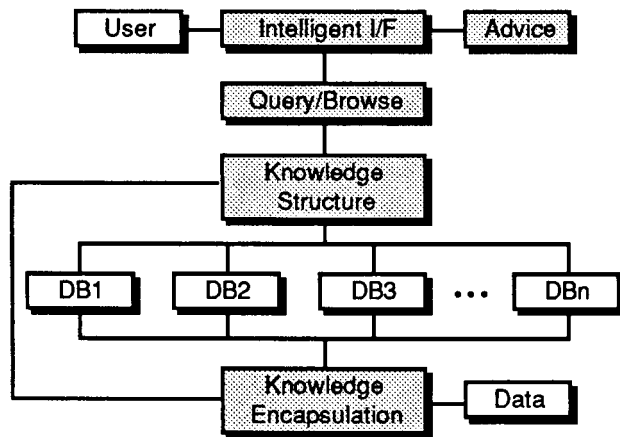 User
Intelligent I/F
Advice
Query/Browse
Knowledge
Structure
DB1
DB2
DB3
•••
DBn
Knowledge
Encapsulation
Data